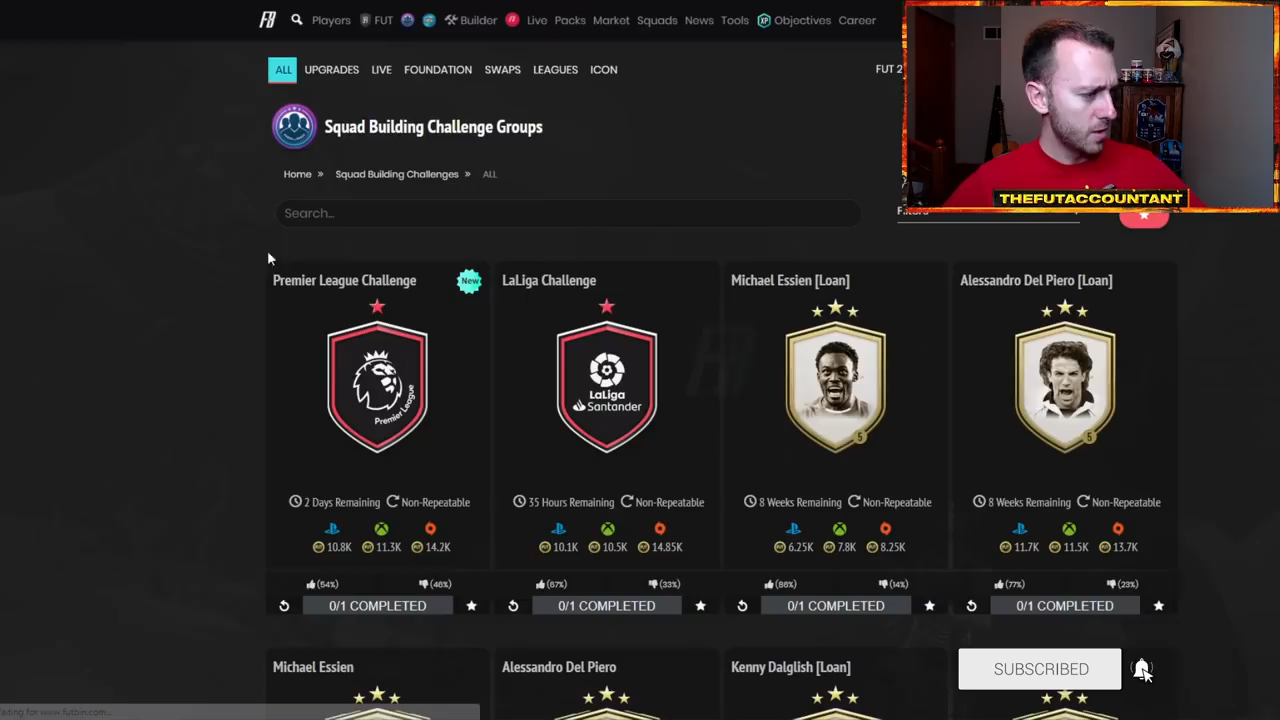 FB Players FUT Builder Live Packs Market Squads News Tools XP Objectives Career
ALL UPGRADES LIVE FOUNDATION SWAPS LEAGUES ICON FUT 2
Squad Building Challenge Groups
Home » Squad Building Challenges » ALL
Search...
THEFUTACCOUNTANT
Premier League Challenge New LaLiga Challenge Michael Essien [Loan] Alessandro Del Piero [Loan]
Premier League
LaLiga
Santander
5 5
2 Days Remaining Non-Repeatable 35 Hours Remaining Non-Repeatable 8 Weeks Remaining Non-Repeatable 8 Weeks Remaining Non-Repeatable
10.8K 11.3K 14.2K 10.1K 10.5K 14.85K 6.25K 7.8K 8.25K 11.7K 11.5K 13.7K
(54%) (46%) (67%) (33%) (86%) (14%) (77%) (23%)
0/1 COMPLETED 0/1 COMPLETED 0/1 COMPLETED 0/1 COMPLETED
Michael Essien Alessandro Del Piero Kenny Dalglish [Loan]
SUBSCRIBED